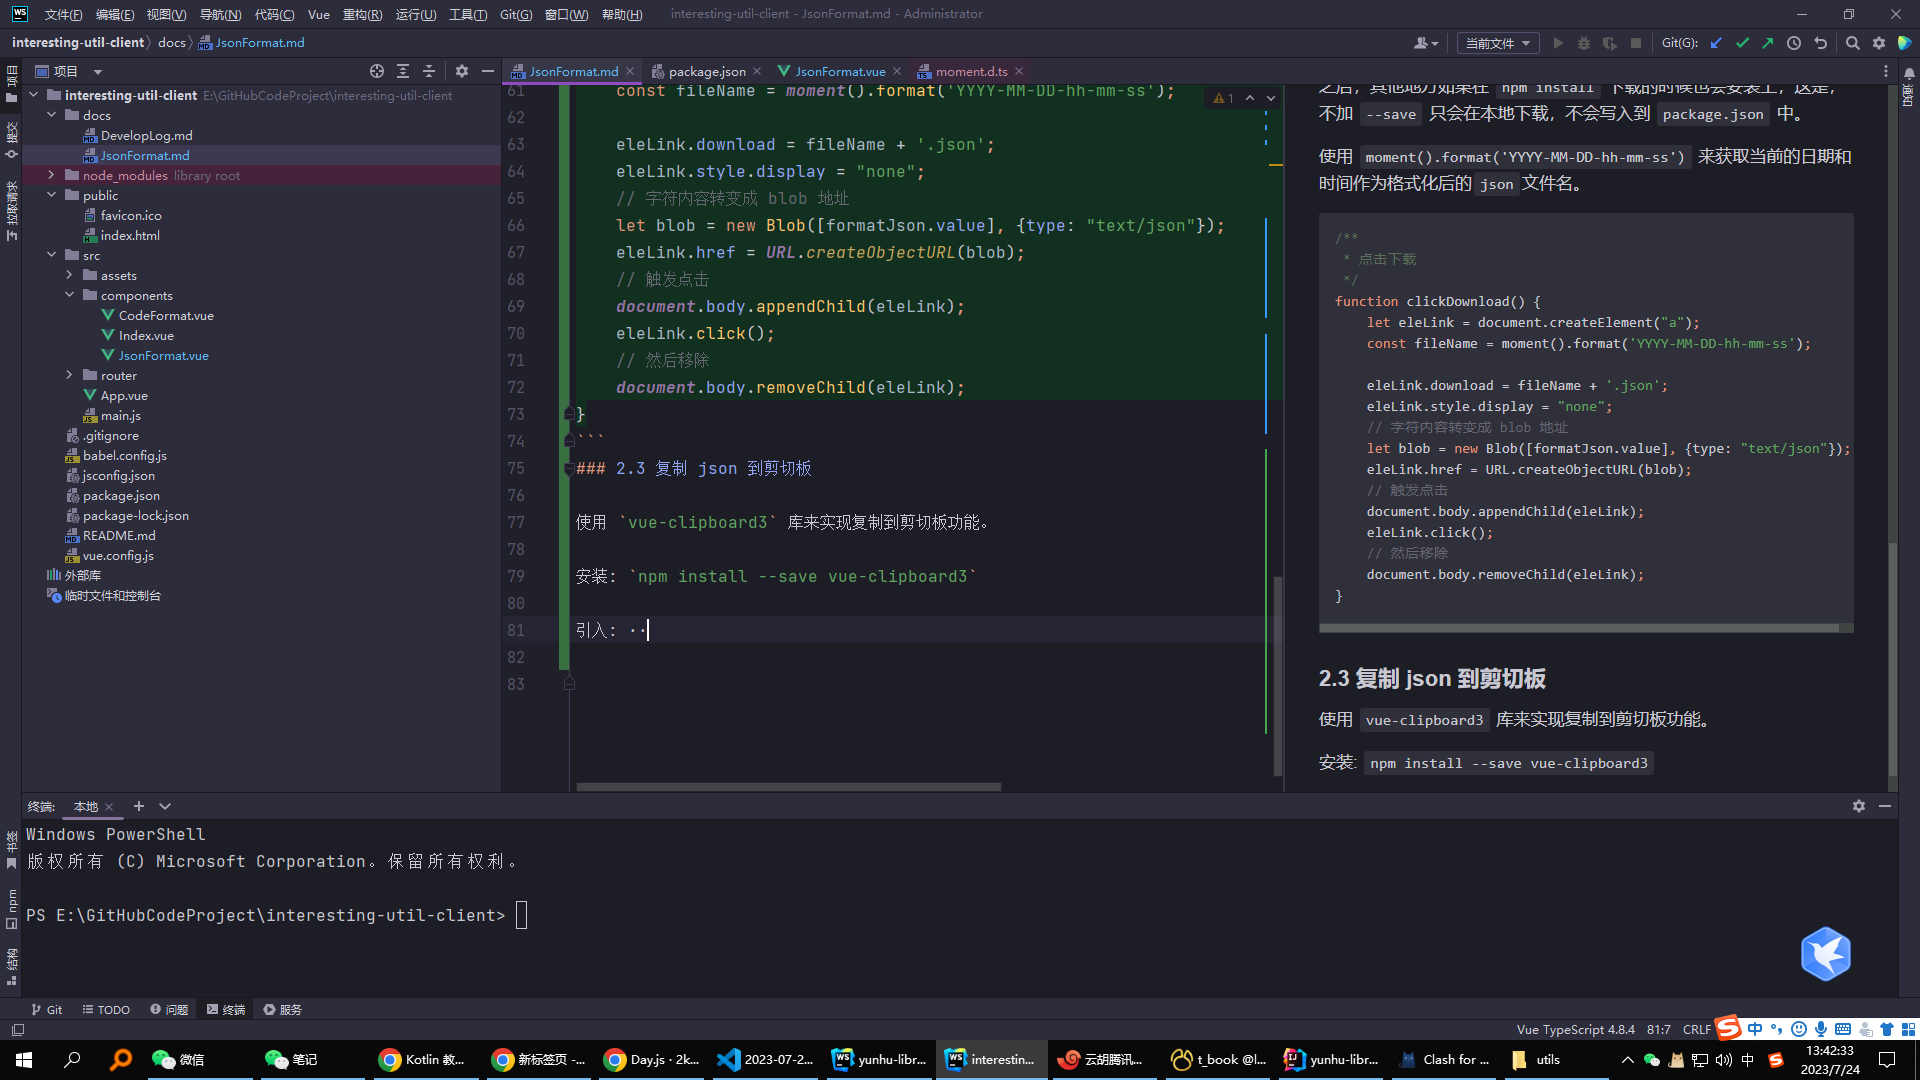 文件(F) 编辑(E) 视图(V) 导航(N) 代码(C) Vue 重构(R) 运行(U) 工具(T) Git(G) 窗口(W) 帮助(H) interesting-util-client - JsonFormat.md - Administrator
interesting-util-client 〉 docs 〉 JsonFormat.md 当前文件 Git(G):
项目
提交
拉取请求
书签
npm
结构
通知
项目
interesting-util-client E:\GitHubCodeProject\interesting-util-client
docs
DevelopLog.md
JsonFormat.md
node_modules library root
public
favicon.ico
index.html
src
assets
components
CodeFormat.vue
Index.vue
JsonFormat.vue
router
App.vue
main.js
.gitignore
babel.config.js
jsconfig.json
package.json
package-lock.json
README.md
vue.config.js
外部库
临时文件和控制台
JsonFormat.md package.json JsonFormat.vue moment.d.ts
1
61 const fileName = moment().format('YYYY-MM-DD-hh-mm-ss');
62
63 eleLink.download = fileName + '.json';
64 eleLink.style.display = "none";
65 // 字符内容转变成 blob 地址
66 let blob = new Blob([formatJson.value], {type: "text/json"});
67 eleLink.href = URL.createObjectURL(blob);
68 // 触发点击
69 document.body.appendChild(eleLink);
70 eleLink.click();
71 // 然后移除
72 document.body.removeChild(eleLink);
73 }
74 ```
75 ### 2.3 复制 json 到剪切板
76
77 使用 `vue-clipboard3` 库来实现复制到剪切板功能。
78
79 安装: `npm install --save vue-clipboard3`
80
81 引入: ··
82
83
之后，其他地方如果在 npm install 下载的时候也会安装上，这是，
不加 --save 只会在本地下载，不会写入到 package.json 中。
使用 moment().format('YYYY-MM-DD-hh-mm-ss') 来获取当前的日期和
时间作为格式化后的 json 文件名。
/**
* 点击下载
*/
function clickDownload() {
let eleLink = document.createElement("a");
const fileName = moment().format('YYYY-MM-DD-hh-mm-ss');
eleLink.download = fileName + '.json';
eleLink.style.display = "none";
// 字符内容转变成 blob 地址
let blob = new Blob([formatJson.value], {type: "text/json"});
eleLink.href = URL.createObjectURL(blob);
// 触发点击
document.body.appendChild(eleLink);
eleLink.click();
// 然后移除
document.body.removeChild(eleLink);
}
2.3 复制 json 到剪切板
使用 vue-clipboard3 库来实现复制到剪切板功能。
安装: npm install --save vue-clipboard3
终端: 本地
Windows PowerShell
版权所有 (C) Microsoft Corporation。保留所有权利。
PS E:\GitHubCodeProject\interesting-util-client>
Git TODO 问题 终端 服务
Vue TypeScript 4.8.4 81:7 CRLF 中
微信 笔记 Kotlin 教... 新标签页 -... Day.js · 2k... 2023-07-2... yunhu-libr... interestin... 云胡腾讯... t_book @l... yunhu-libr... Clash for ... utils 中 13:42:33
2023/7/24